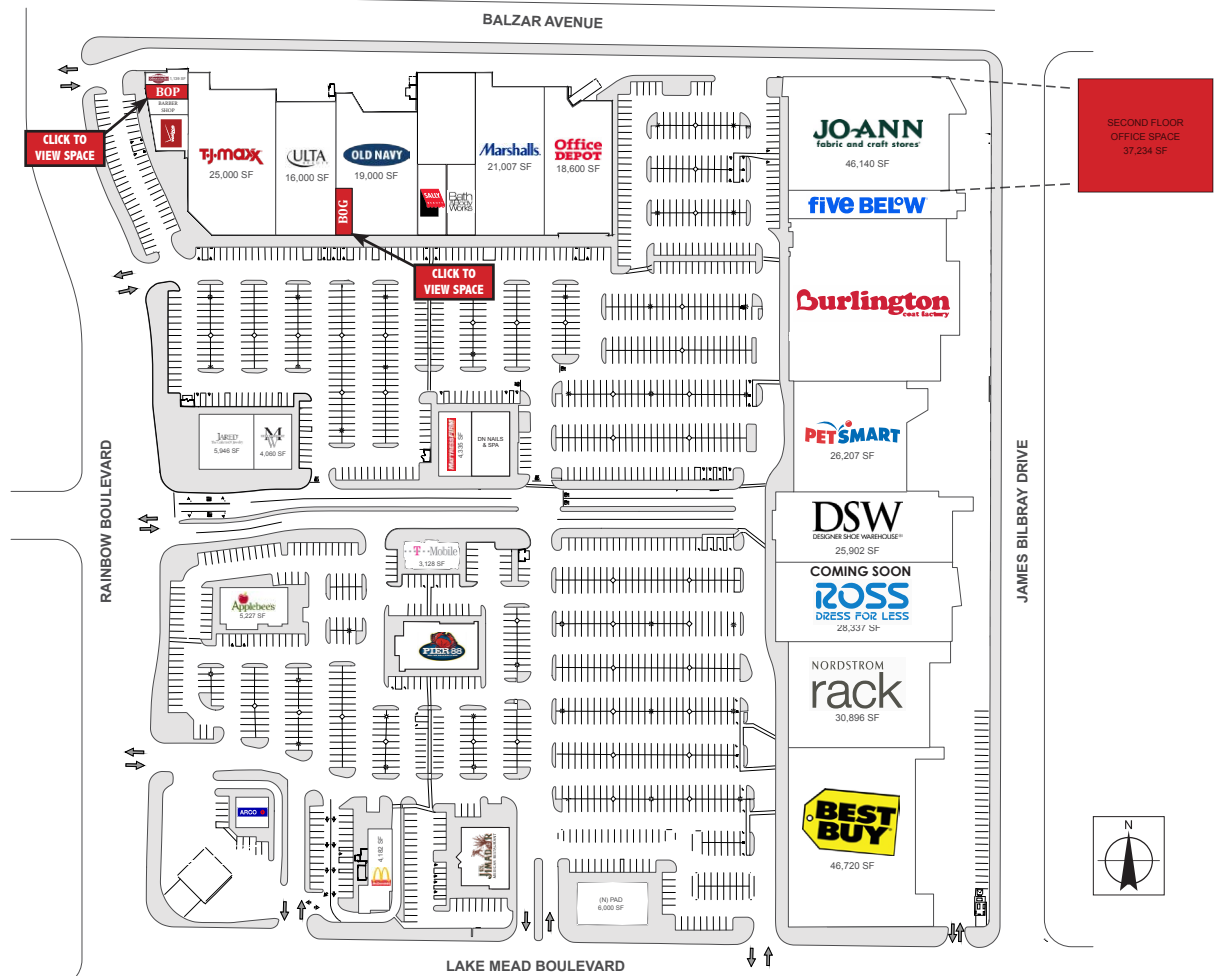 BALZAR AVENUE
BOP
BARBER
SHOP
CLICK TO
VIEW SPACE
T.J.maxx
25,000 SF
ULTA
16,000 SF
OLD NAVY
19,000 SF
BOG
SALLY
Bath
& Body
Works
Marshalls.
21,007 SF
Office
DEPOT
18,600 SF
CLICK TO
VIEW SPACE
JO-ANN
fabric and craft stores
46,140 SF
SECOND FLOOR
OFFICE SPACE
37,234 SF
five BELOW
Burlington
coat factory
PETSMART
26,207 SF
DSW
DESIGNER SHOE WAREHOUSE®
25,902 SF
COMING SOON
ROSS
DRESS FOR LESS
28,337 SF
NORDSTROM
rack
30,896 SF
BEST
BUY
46,720 SF
JARED
5,946 SF
M
W
4,060 SF
MATTRESS FIRM
4,335 SF
DN NAILS
& SPA
RAINBOW BOULEVARD
JAMES BILBRAY DRIVE
T Mobile
3,128 SF
Applebee's
5,227 SF
PIER 88
ARCO
4,162 SF
JIMADOR
(N) PAD
6,000 SF
N
LAKE MEAD BOULEVARD